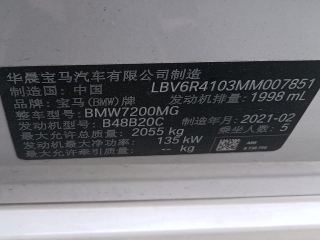 华晨宝马汽车有限公司制造
制造国：中国 LBV6R4103MM007851
品牌：宝马(BMW)牌 发动机排量：1998 mL
整车型号：BMW7200MG
发动机型号：B48B20C 制造年月：2021-02
最大允许总质量：2055 kg 乘坐人数：5
发动机最大净功率：135 kW
最大允许牵引总质量：-- kg